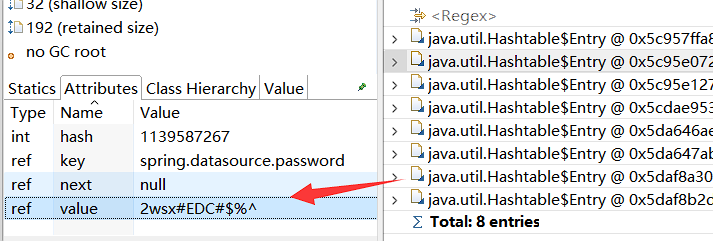 32 (shallow size)
192 (retained size)
no GC root
Statics Attributes Class Hierarchy Value
Type Name Value
int hash 1139587267
ref key spring.datasource.password
ref next null
ref value 2wsx#EDC#$%^
<Regex>
java.util.Hashtable$Entry @ 0x5c957ffa8
java.util.Hashtable$Entry @ 0x5c95e072
java.util.Hashtable$Entry @ 0x5c95e127
java.util.Hashtable$Entry @ 0x5cdae953
java.util.Hashtable$Entry @ 0x5da646ae
java.util.Hashtable$Entry @ 0x5da647ab
java.util.Hashtable$Entry @ 0x5daf8a30
java.util.Hashtable$Entry @ 0x5daf8b2c
Σ Total: 8 entries